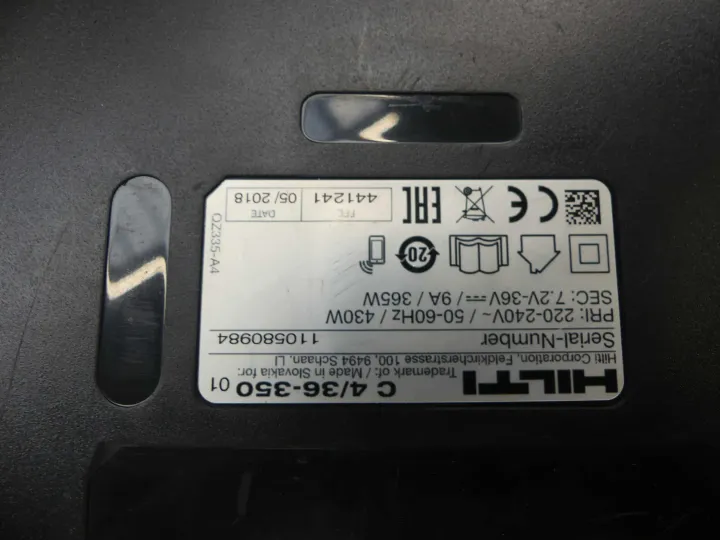 HILTI C 4/36-350 01
Trademark of: / Made in Slovakia for:
Hilti Corporation, Feldkircherstrasse 100, 9494 Schaan, LI
Serial-Number 110580984
PRI: 220-240V ~ / 50-60Hz / 430W
SEC: 7.2V-36V ⎓ / 9A / 365W
20
CE EAC
FFC DATE
441241 05/2018
QZ335-A4